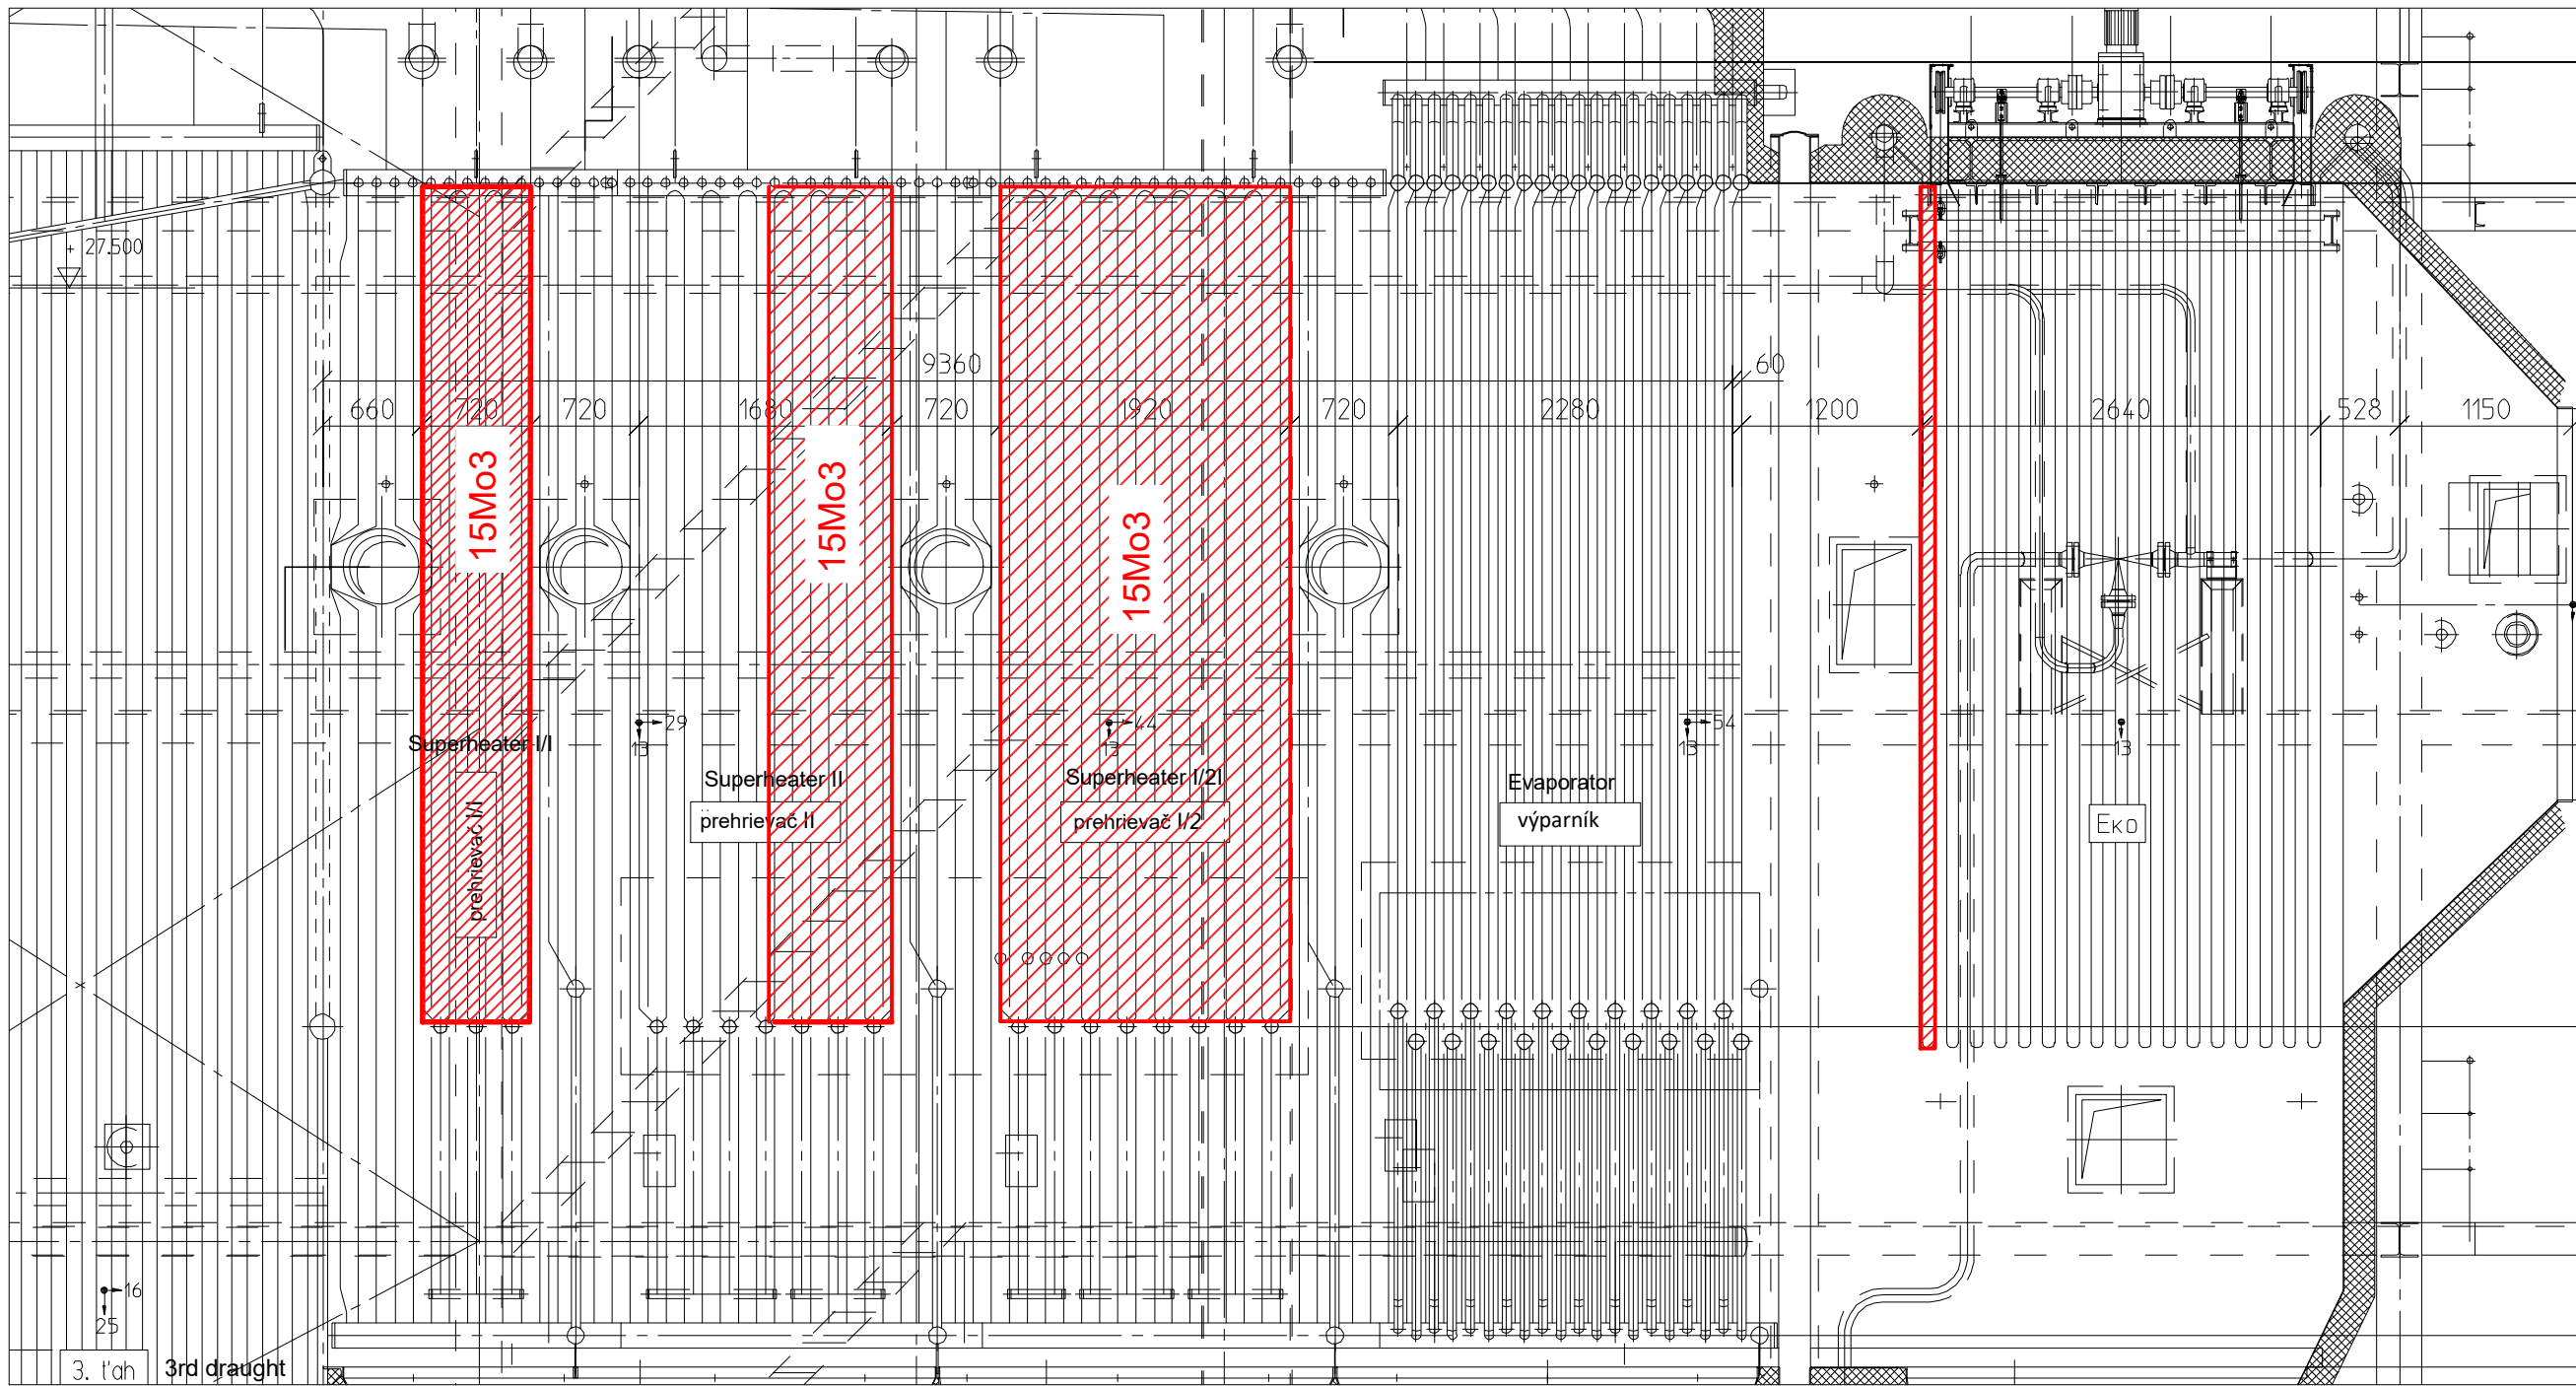 + 27.500
9360
60
660
720
720
1680
720
1920
720
2280
1200
2640
528
1150
15Mo3
15Mo3
15Mo3
29
13
44
13
54
13
13
Superheater I/I
prehrievač I/I
Superheater II
prehrievač II
Superheater I/2I
prehrievač I/2
Evaporator
výparník
Eko
16
25
3. ťah
3rd draught